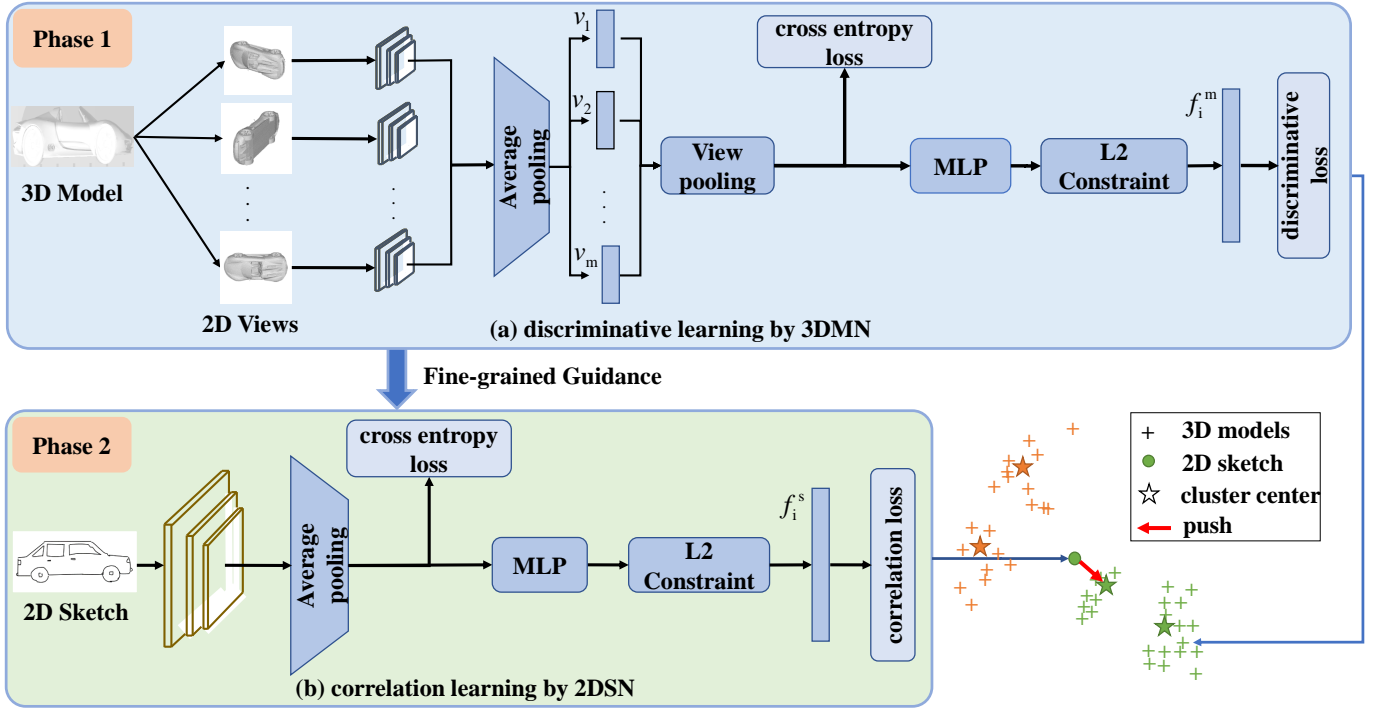 Phase 1
3D Model
2D Views
Average
pooling
v₁
v₂
vₘ
View
pooling
cross entropy
loss
MLP
L2
Constraint
fᵢᵐ
discriminative
loss
(a) discriminative learning by 3DMN
Fine-grained Guidance
Phase 2
2D Sketch
Average
pooling
cross entropy
loss
MLP
L2
Constraint
fᵢˢ
correlation loss
(b) correlation learning by 2DSN
3D models
2D sketch
cluster center
push